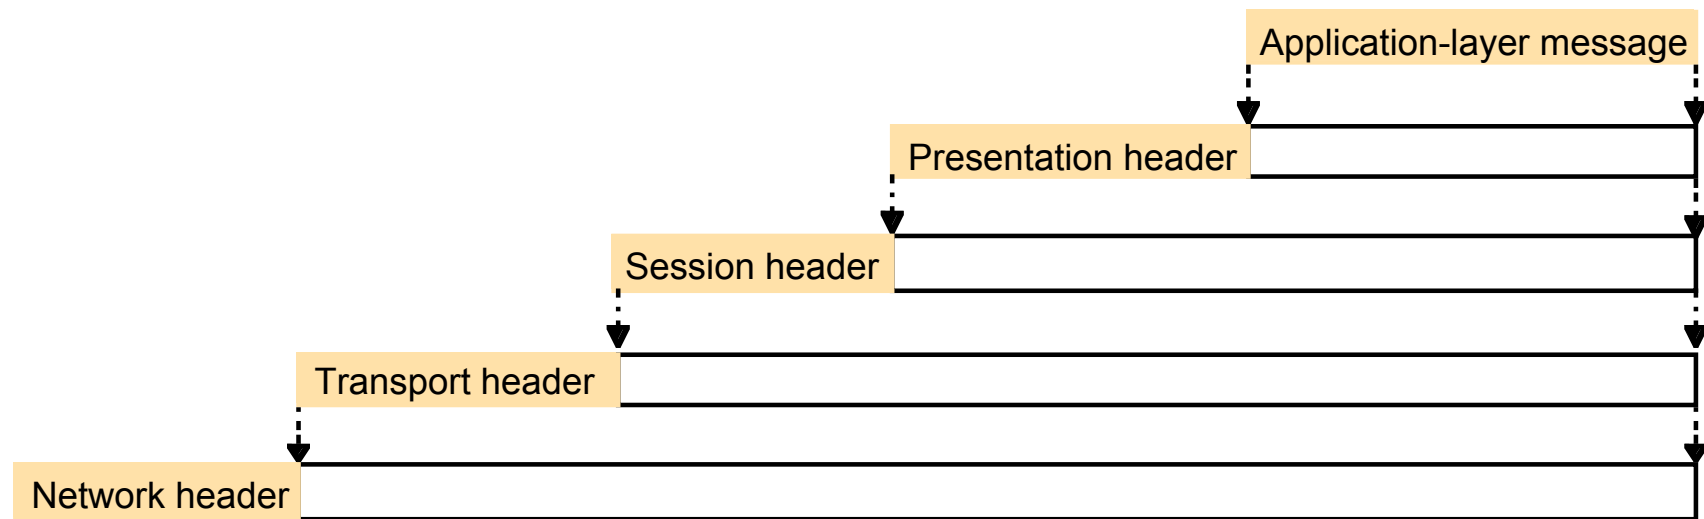 Application-layer message
Presentation header
Session header
Transport header
Network header